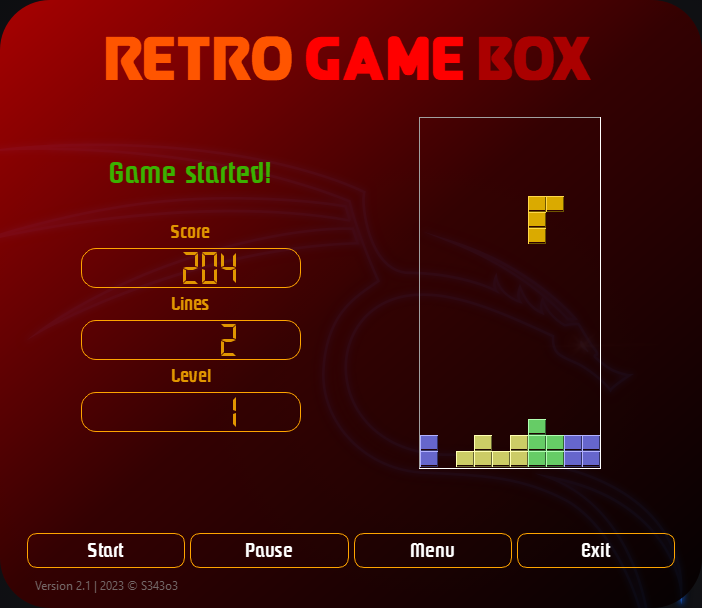 RETRO GAME BOX
Game started!
Score
204
Lines
2
Level
1
Start Pause Menu Exit
Version 2.1 | 2023 © S343o3